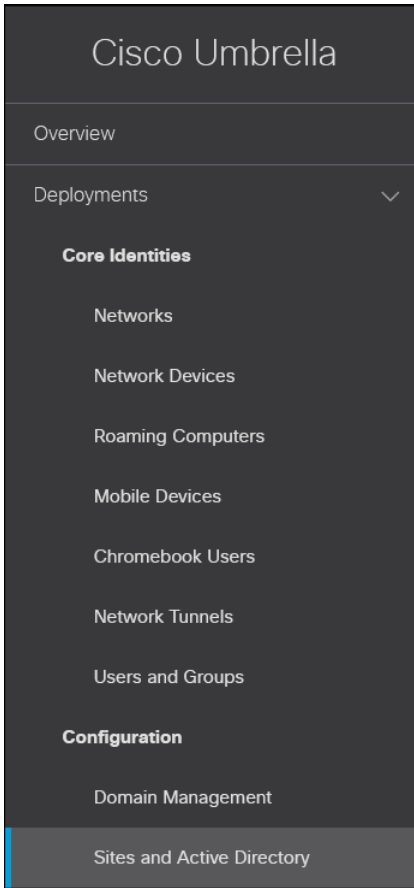 Cisco Umbrella
Overview
Deployments
Core Identities
Networks
Network Devices
Roaming Computers
Mobile Devices
Chromebook Users
Network Tunnels
Users and Groups
Configuration
Domain Management
Sites and Active Directory